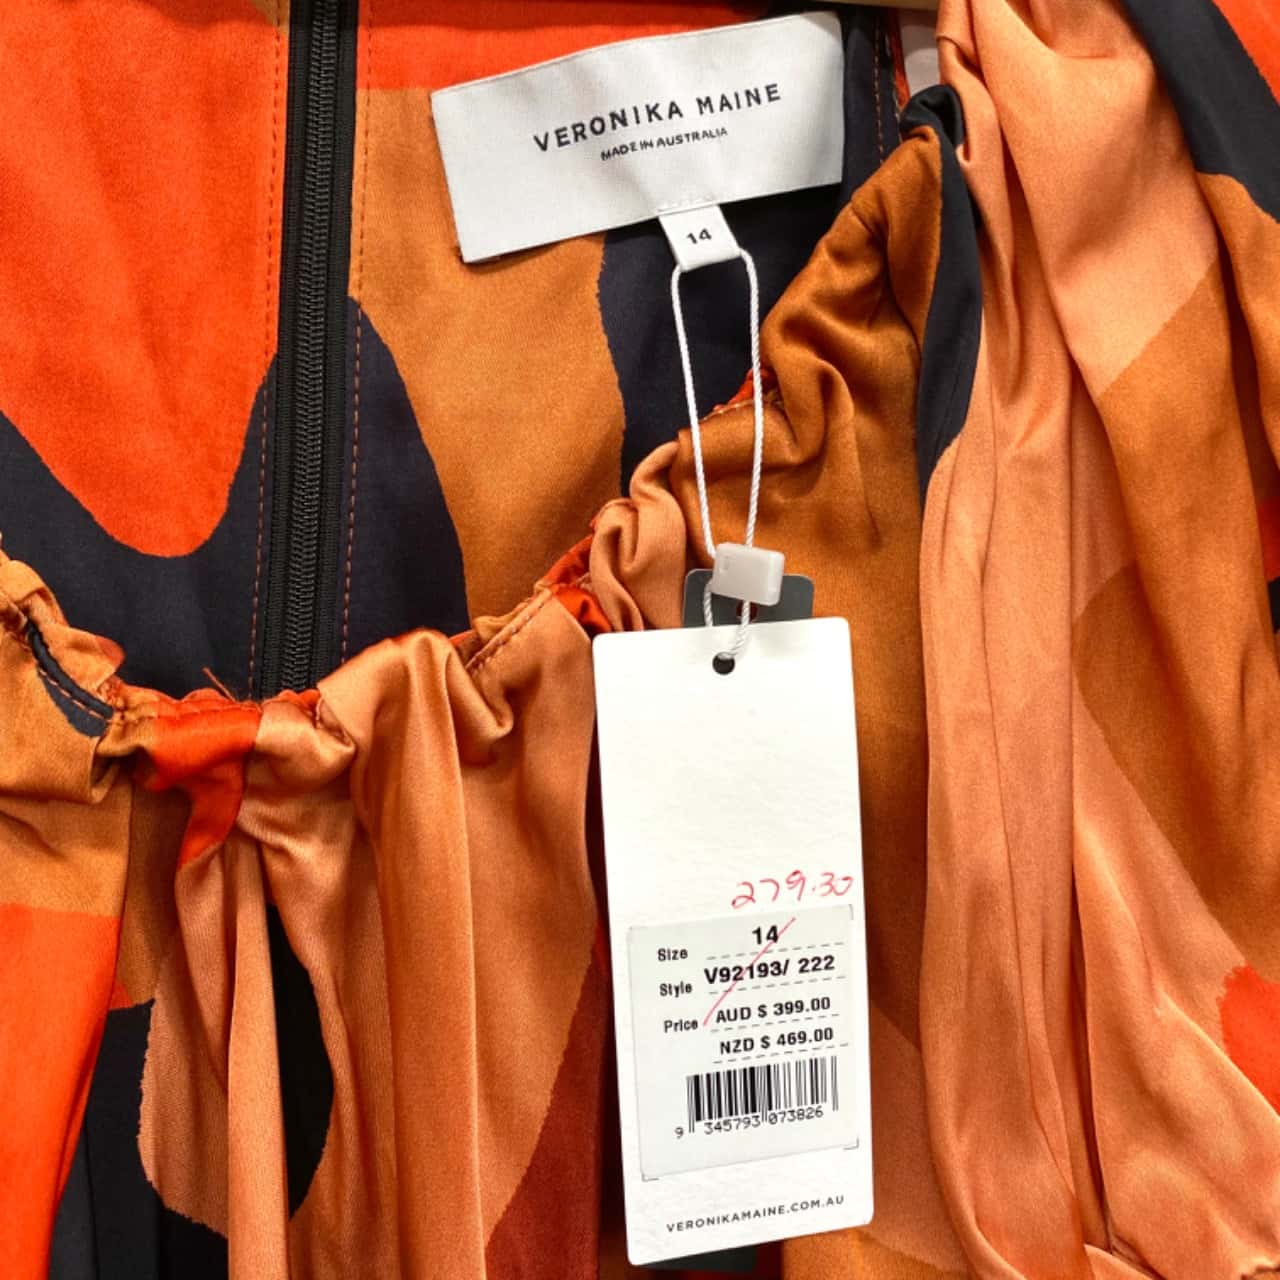 VERONIKA MAINE
MADE IN AUSTRALIA
14
279.30
Size 14
Style V92193/ 222
Price AUD $ 399.00
NZD $ 469.00
9 345793 073826
VERONIKAMAINE.COM.AU